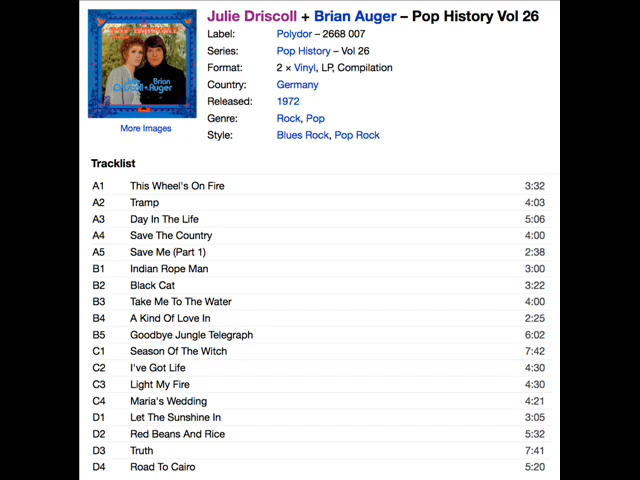 Julie Driscoll + Brian Auger – Pop History Vol 26
Label: Polydor – 2668 007
Series: Pop History – Vol 26
Format: 2 × Vinyl, LP, Compilation
Country: Germany
Released: 1972
Genre: Rock, Pop
Style: Blues Rock, Pop Rock
POP HISTORY
Julie Driscoll • Brian Auger
More Images
Tracklist
A1 This Wheel's On Fire 3:32
A2 Tramp 4:03
A3 Day In The Life 5:06
A4 Save The Country 4:00
A5 Save Me (Part 1) 2:38
B1 Indian Rope Man 3:00
B2 Black Cat 3:22
B3 Take Me To The Water 4:00
B4 A Kind Of Love In 2:25
B5 Goodbye Jungle Telegraph 6:02
C1 Season Of The Witch 7:42
C2 I've Got Life 4:30
C3 Light My Fire 4:30
C4 Maria's Wedding 4:21
D1 Let The Sunshine In 3:05
D2 Red Beans And Rice 5:32
D3 Truth 7:41
D4 Road To Cairo 5:20